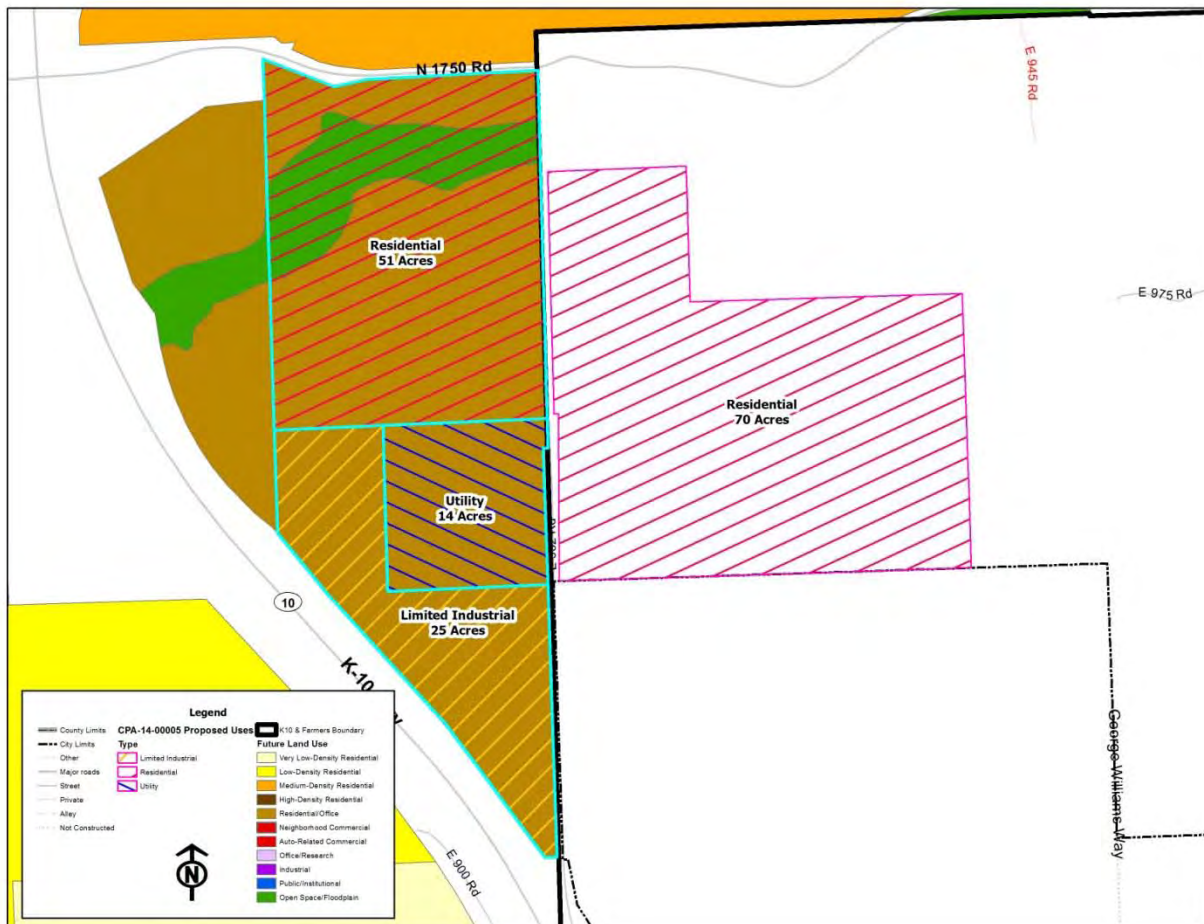 N 1750 Rd
E 945 Rd
Residential
51 Acres
E 975 Rd
Residential
70 Acres
Utility
14 Acres
10
Limited Industrial
25 Acres
K-10
George Williams Way
E 900 Rd
Legend
County Limits
City Limits
Other
Major roads
Street
Private
Alley
Not Constructed
CPA-14-00005 Proposed Uses
Type
Limited Industrial
Residential
Utility
K10 & Farmers Boundary
Future Land Use
Very Low-Density Residential
Low-Density Residential
Medium-Density Residential
High-Density Residential
Residential/Office
Neighborhood Commercial
Auto-Related Commercial
Office/Research
Industrial
Public/Institutional
Open Space/Floodplain
N